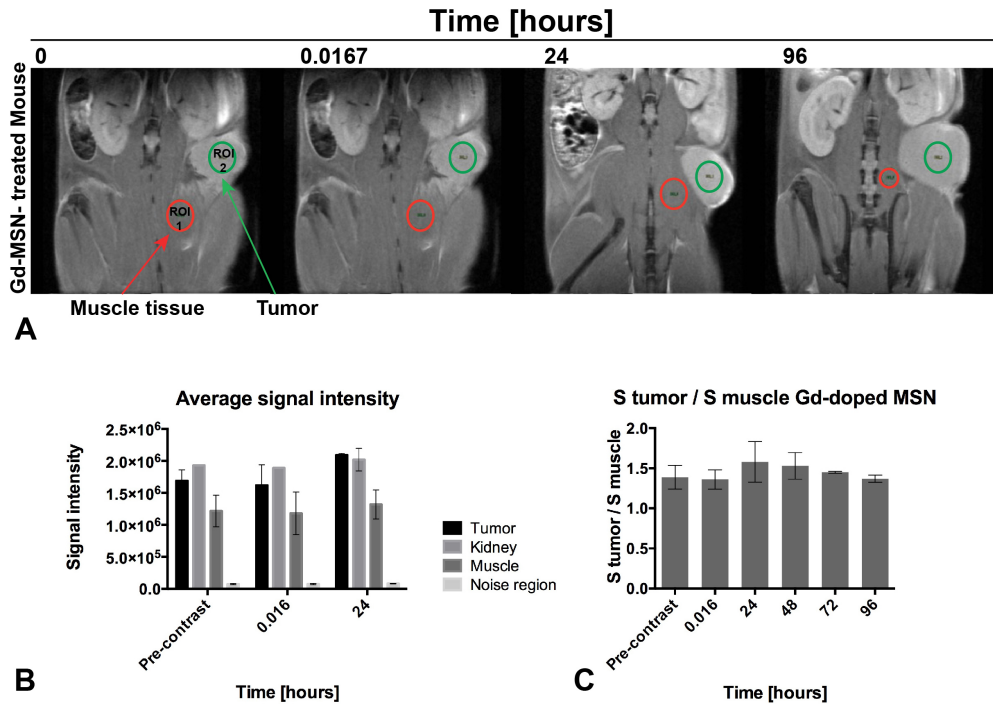 Time [hours]
0 0.0167 24 96
Gd-MSN- treated Mouse
ROI
2
ROI
1
Muscle tissue Tumor
A
Average signal intensity
Signal intensity
2.5×10⁶
2.0×10⁶
1.5×10⁶
1.0×10⁶
5.0×10⁵
0.0
Pre-contrast 0.016 24
Time [hours]
Tumor
Kidney
Muscle
Noise region
B
S tumor / S muscle Gd-doped MSN
S tumor / S muscle
2.0
1.5
1.0
0.5
0.0
Pre-contrast 0.016 24 48 72 96
Time [hours]
C